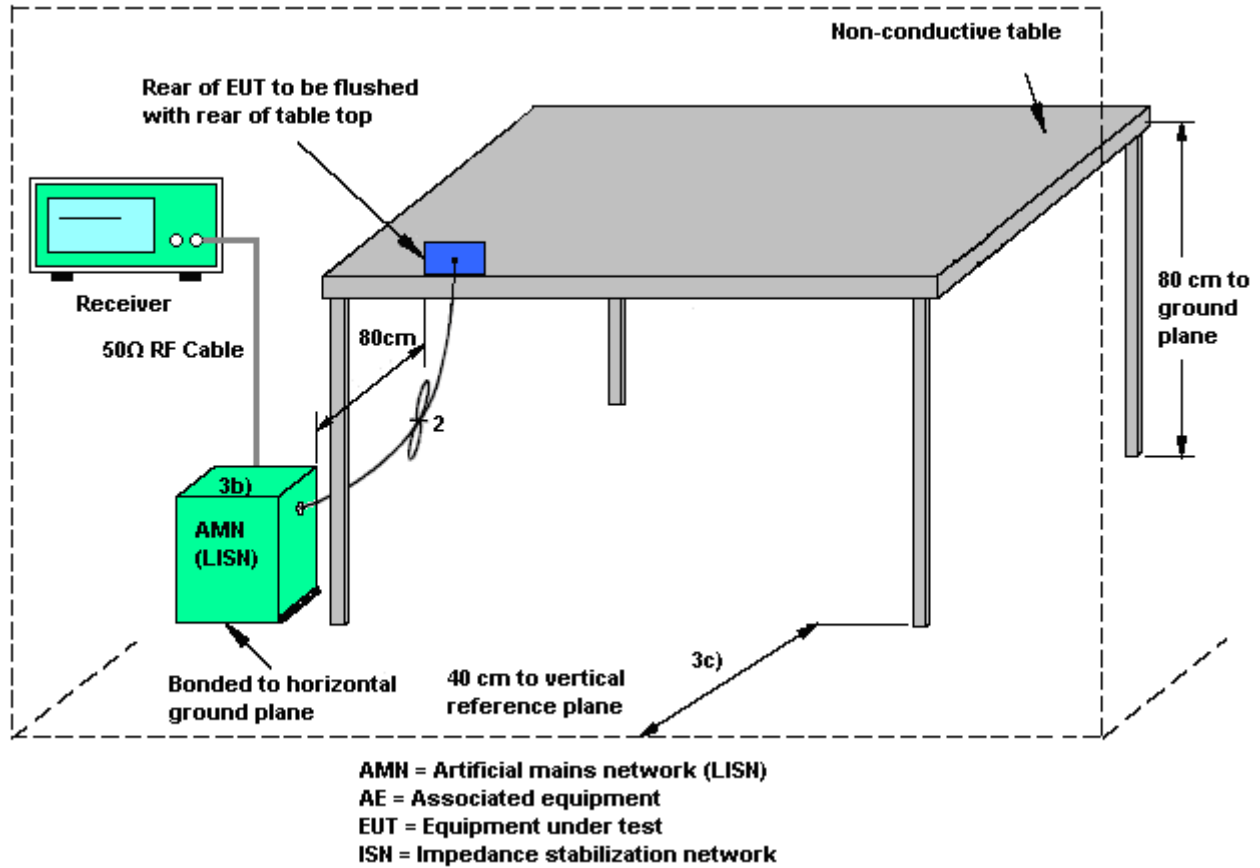 Non-conductive table
Rear of EUT to be flushed
with rear of table top
Receiver
50Ω RF Cable
80cm
80 cm to
ground
plane
2
3b)
AMN
(LISN)
3c)
Bonded to horizontal
ground plane
40 cm to vertical
reference plane
AMN = Artificial mains network (LISN)
AE = Associated equipment
EUT = Equipment under test
ISN = Impedance stabilization network